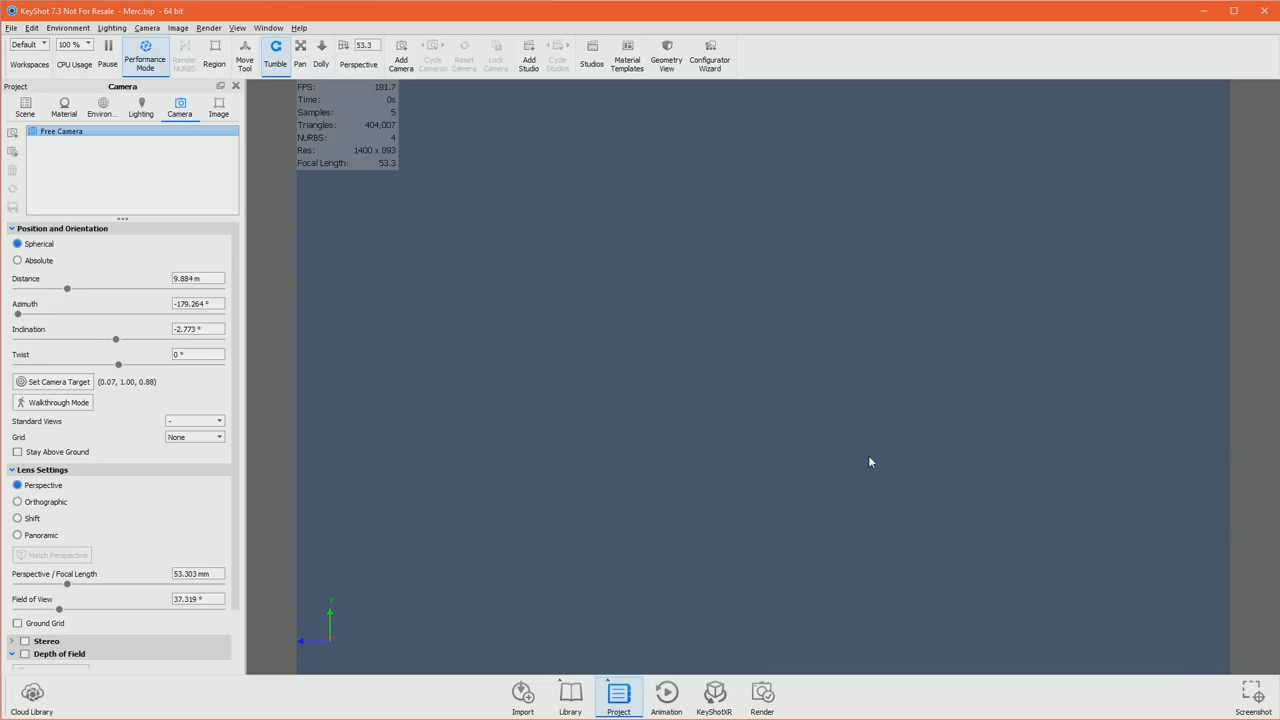 KeyShot 7.3 Not For Resale - Merc.bip - 64 bit
File Edit Environment Lighting Camera Image Render View Window Help
Default 100 % 53.3
Workspaces CPU Usage Pause Performance Mode Render NURBS Region Move Tool Tumble Pan Dolly Perspective Add Camera Cycle Cameras Reset Camera Lock Camera Add Studio Cycle Studios Studios Material Templates Geometry View Configurator Wizard
Project Camera
Scene Material Environ... Lighting Camera Image
Free Camera
Position and Orientation
Spherical
Absolute
Distance 9.884 m
Azimuth -179.264 °
Inclination -2.773 °
Twist 0 °
Set Camera Target (0.07, 1.00, 0.88)
Walkthrough Mode
Standard Views -
Grid None
Stay Above Ground
Lens Settings
Perspective
Orthographic
Shift
Panoramic
Match Perspective
Perspective / Focal Length 53.303 mm
Field of View 37.319 °
Ground Grid
Stereo
Depth of Field
FPS: 181.7
Time: 0s
Samples: 5
Triangles: 404,007
NURBS: 4
Res: 1400 x 893
Focal Length: 53.3
y
Cloud Library Import Library Project Animation KeyShotXR Render Screenshot